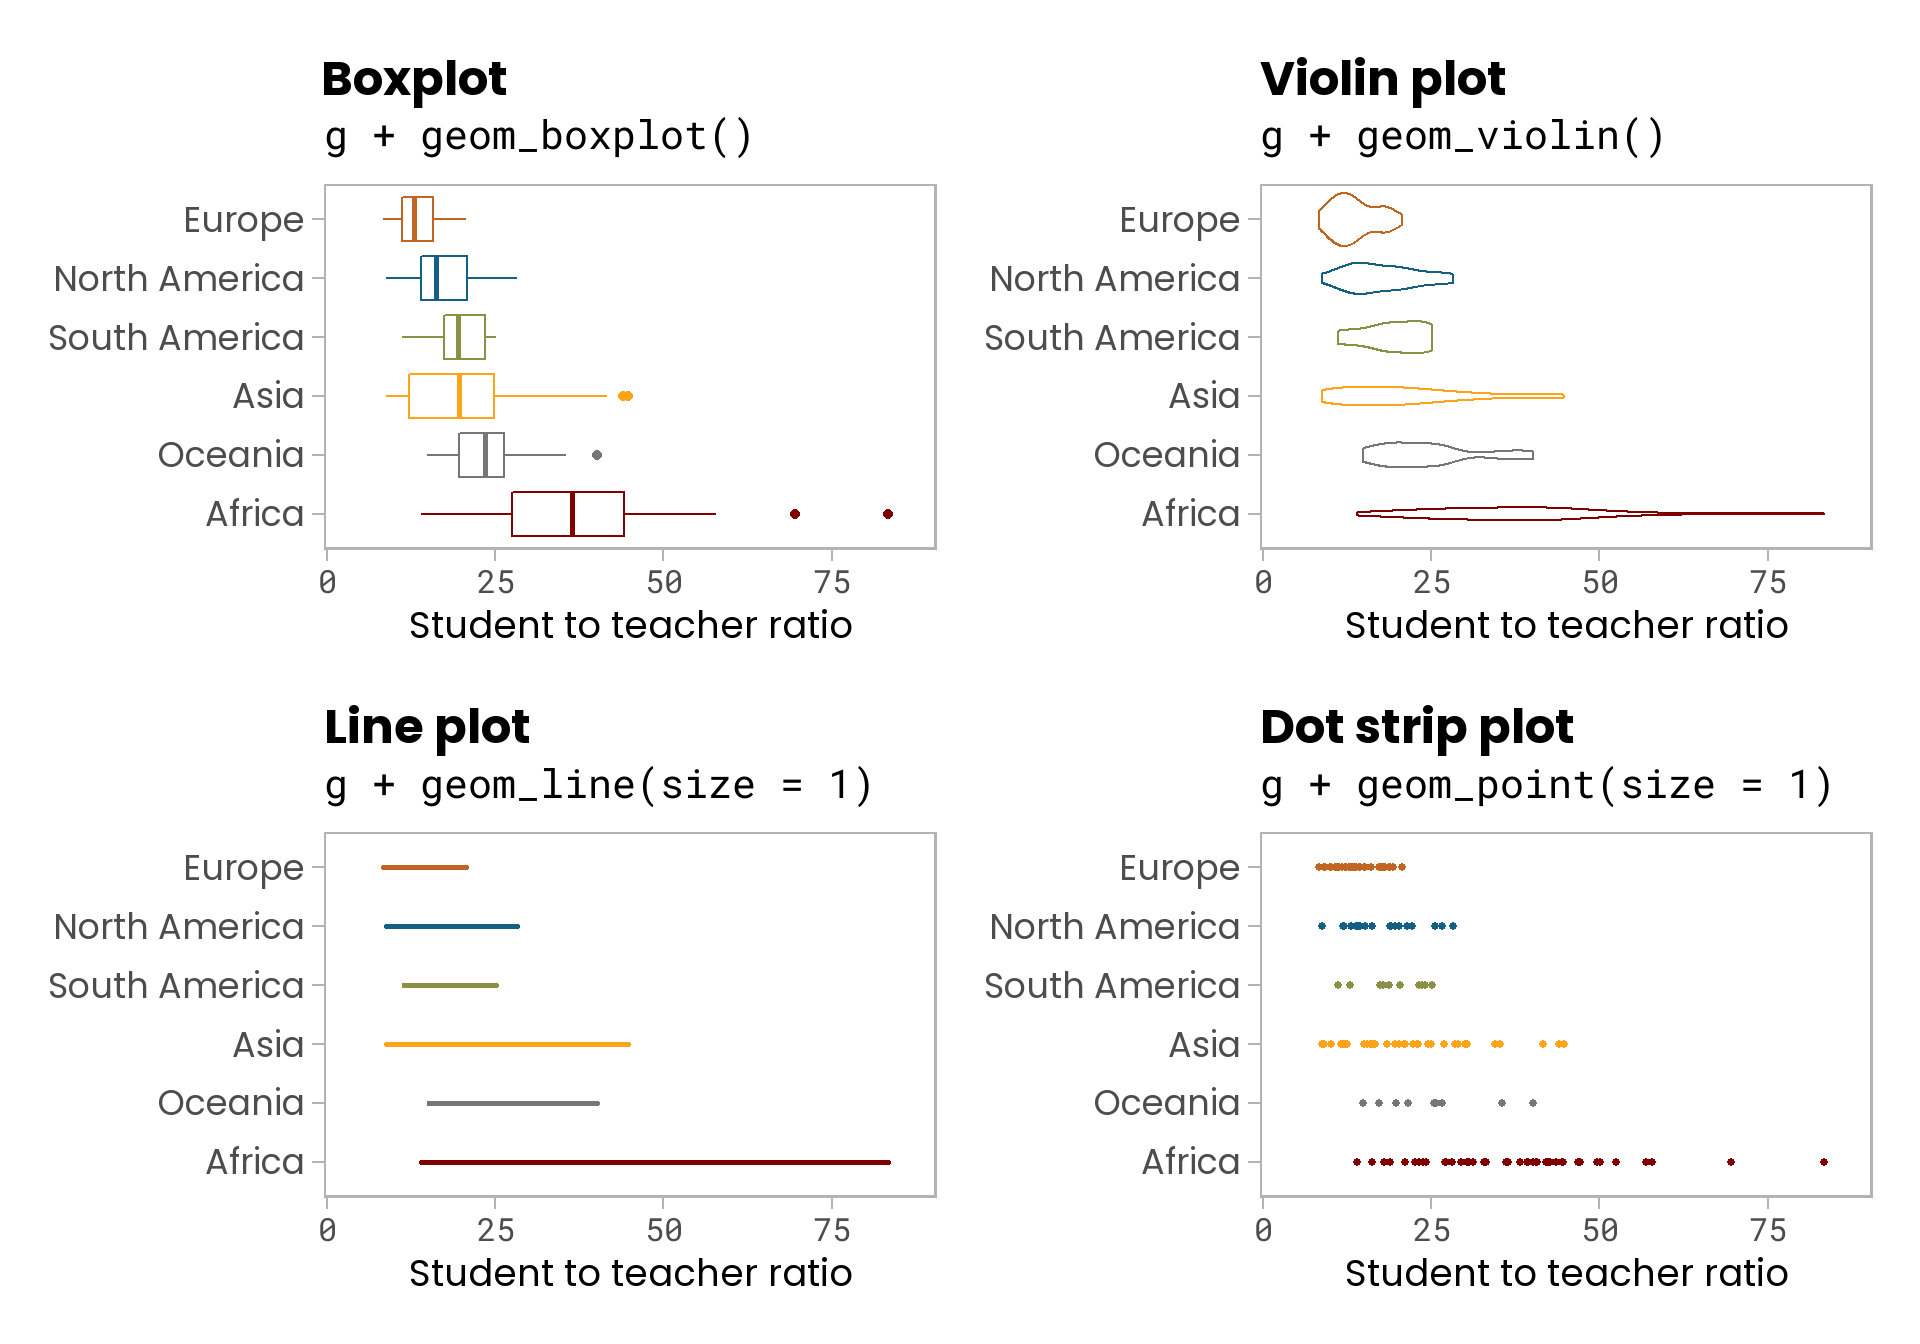 Boxplot
g + geom_boxplot()
Europe
North America
South America
Asia
Oceania
Africa
0 25 50 75
Student to teacher ratio
Violin plot
g + geom_violin()
Europe
North America
South America
Asia
Oceania
Africa
0 25 50 75
Student to teacher ratio
Line plot
g + geom_line(size = 1)
Europe
North America
South America
Asia
Oceania
Africa
0 25 50 75
Student to teacher ratio
Dot strip plot
g + geom_point(size = 1)
Europe
North America
South America
Asia
Oceania
Africa
0 25 50 75
Student to teacher ratio